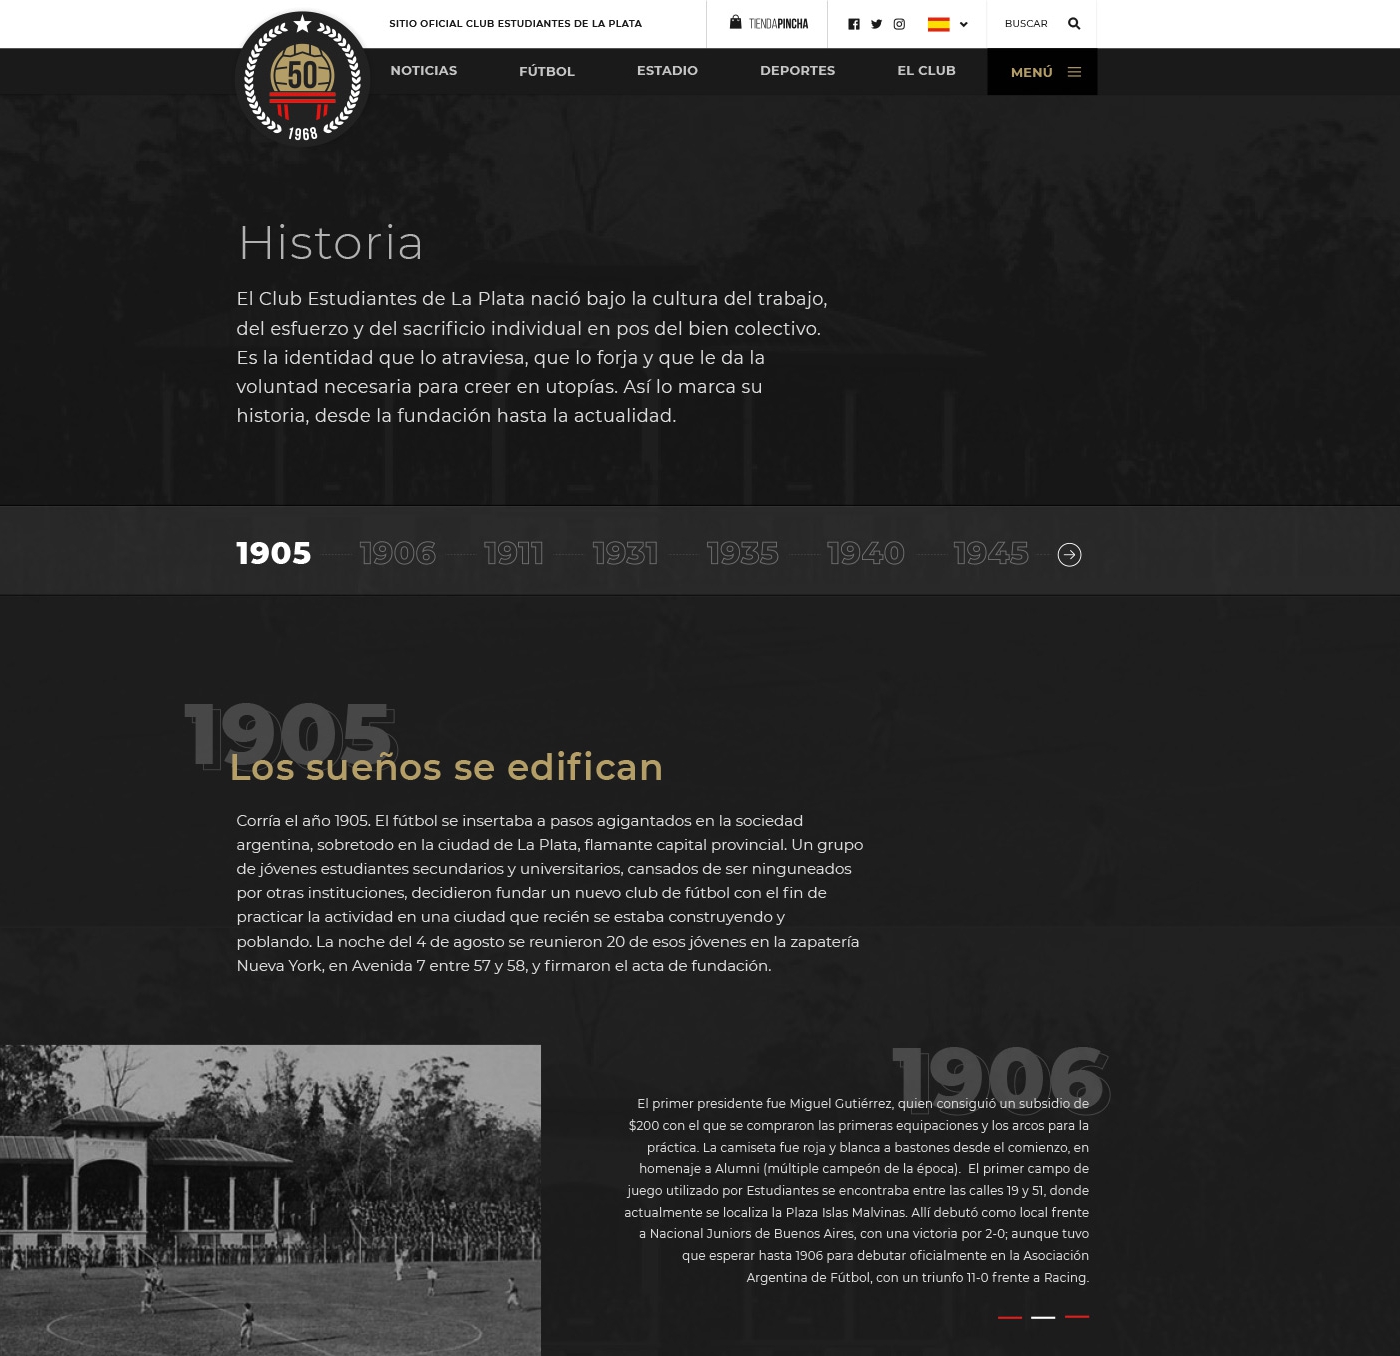 SITIO OFICIAL CLUB ESTUDIANTES DE LA PLATA
TIENDAPINCHA
BUSCAR
50
1968
NOTICIAS
FÚTBOL
ESTADIO
DEPORTES
EL CLUB
MENÚ
Historia
El Club Estudiantes de La Plata nació bajo la cultura del trabajo,
del esfuerzo y del sacrificio individual en pos del bien colectivo.
Es la identidad que lo atraviesa, que lo forja y que le da la
voluntad necesaria para creer en utopías. Así lo marca su
historia, desde la fundación hasta la actualidad.
1905 1906 1911 1931 1935 1940 1945
1905
Los sueños se edifican
Corría el año 1905. El fútbol se insertaba a pasos agigantados en la sociedad
argentina, sobretodo en la ciudad de La Plata, flamante capital provincial. Un grupo
de jóvenes estudiantes secundarios y universitarios, cansados de ser ninguneados
por otras instituciones, decidieron fundar un nuevo club de fútbol con el fin de
practicar la actividad en una ciudad que recién se estaba construyendo y
poblando. La noche del 4 de agosto se reunieron 20 de esos jóvenes en la zapatería
Nueva York, en Avenida 7 entre 57 y 58, y firmaron el acta de fundación.
1906
El primer presidente fue Miguel Gutiérrez, quien consiguió un subsidio de
$200 con el que se compraron las primeras equipaciones y los arcos para la
práctica. La camiseta fue roja y blanca a bastones desde el comienzo, en
homenaje a Alumni (múltiple campeón de la época).  El primer campo de
juego utilizado por Estudiantes se encontraba entre las calles 19 y 51, donde
actualmente se localiza la Plaza Islas Malvinas. Allí debutó como local frente
a Nacional Juniors de Buenos Aires, con una victoria por 2-0; aunque tuvo
que esperar hasta 1906 para debutar oficialmente en la Asociación
Argentina de Fútbol, con un triunfo 11-0 frente a Racing.